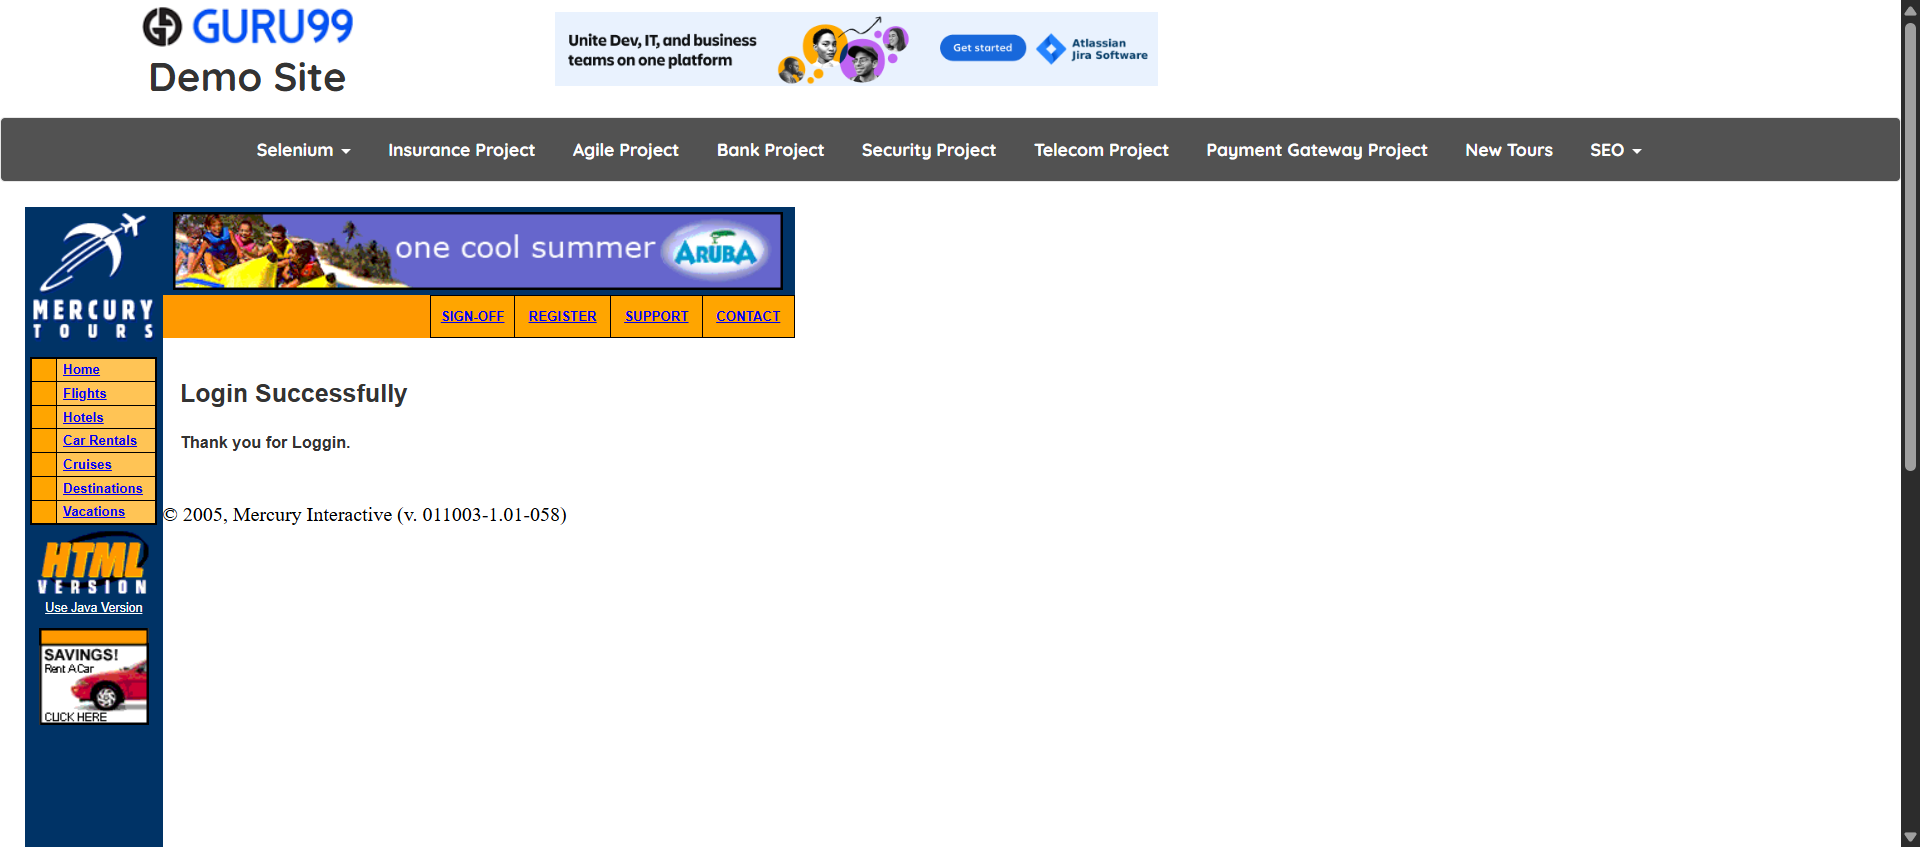 GURU99
Demo Site
Unite Dev, IT, and business
teams on one platform
Get started
Atlassian
Jira Software
Selenium
Insurance Project
Agile Project
Bank Project
Security Project
Telecom Project
Payment Gateway Project
New Tours
SEO
MERCURY
TOURS
one cool summer
ARUBA
SIGN-OFF
REGISTER
SUPPORT
CONTACT
Home
Flights
Hotels
Car Rentals
Cruises
Destinations
Vacations
Login Successfully
Thank you for Loggin.
© 2005, Mercury Interactive (v. 011003-1.01-058)
HTML
VERSION
Use Java Version
SAVINGS!
Rent A Car
CLICK HERE